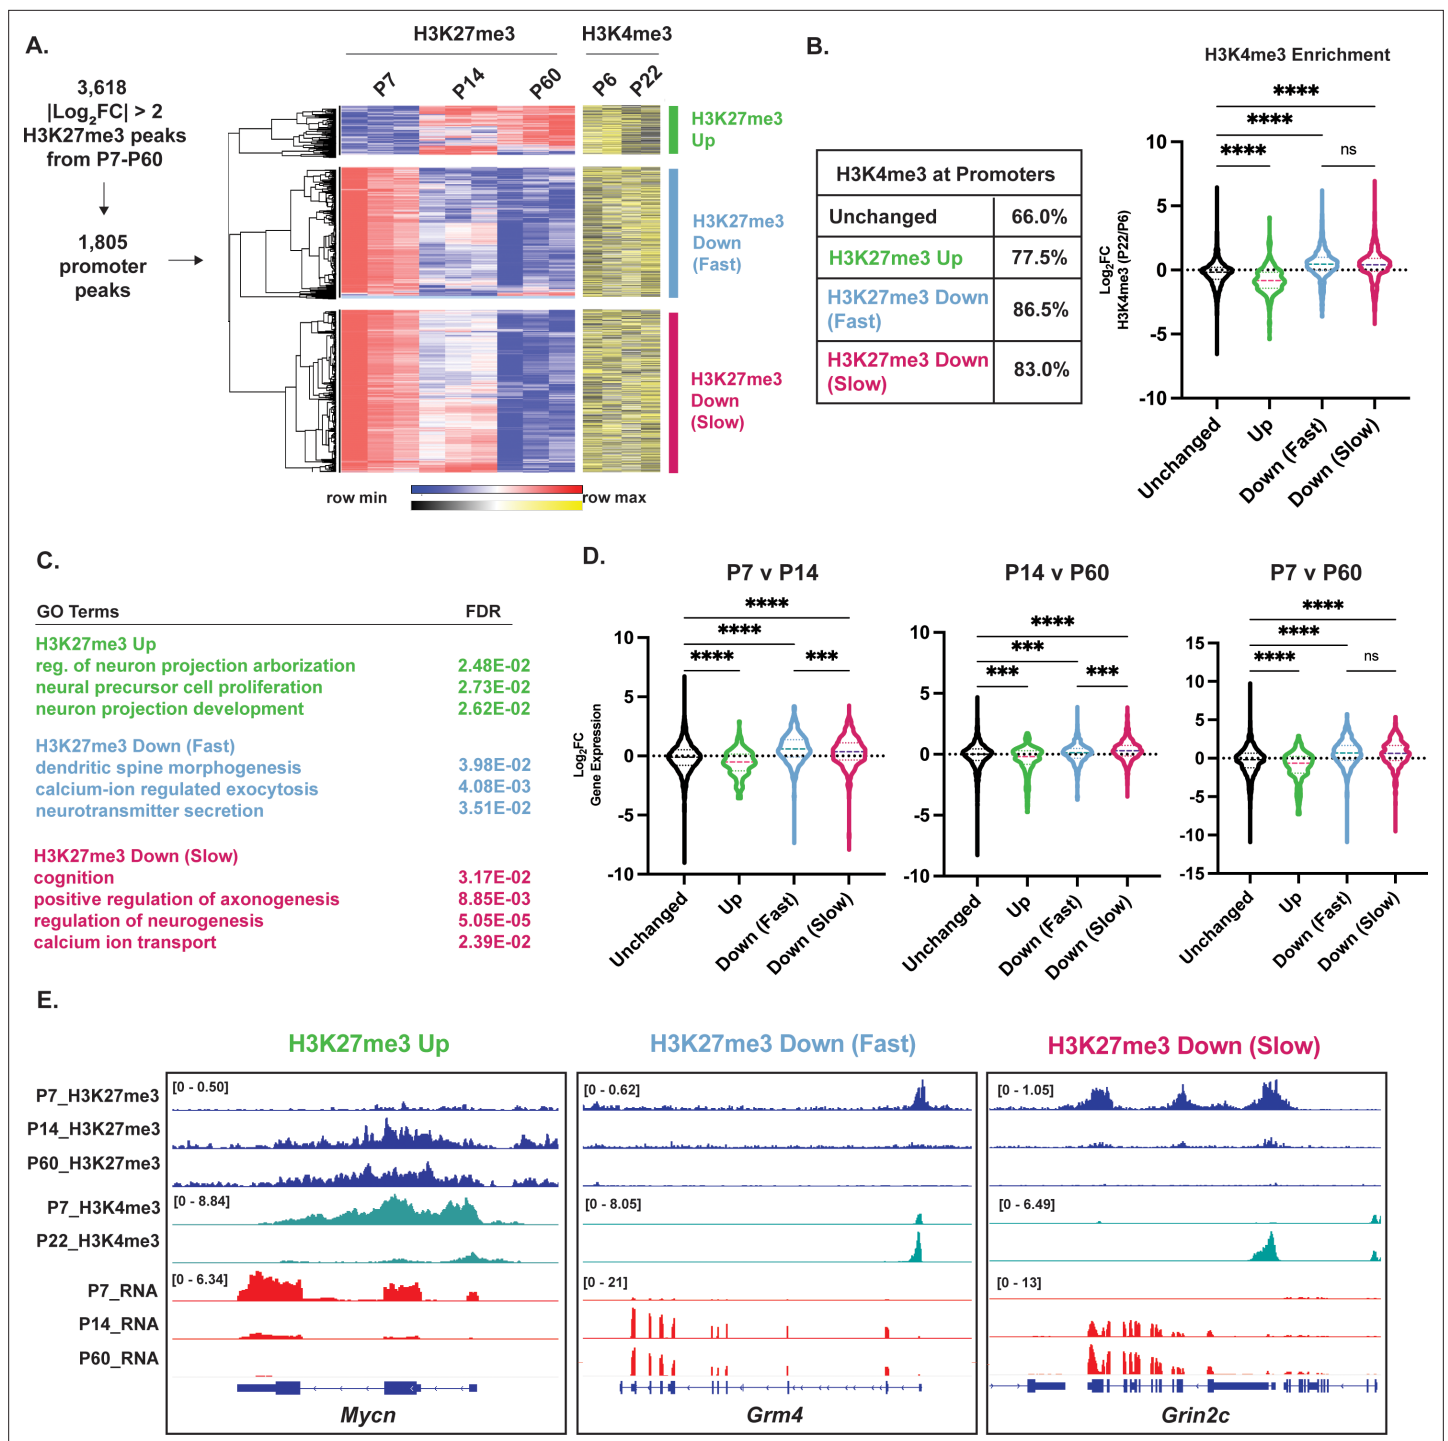 A.
3,618
|Log2FC| > 2
H3K27me3 peaks
from P7-P60
1,805
promoter
peaks
H3K27me3
H3K4me3
P7
P14
P60
P6
P22
H3K27me3
Up
H3K27me3
Down
(Fast)
H3K27me3
Down
(Slow)
row min
row max
B.
H3K4me3 at Promoters
Unchanged 66.0%
H3K27me3 Up 77.5%
H3K27me3 Down
(Fast)
86.5%
H3K27me3 Down
(Slow)
83.0%
H3K4me3 Enrichment
****
****
****
ns
10
5
0
-5
-10
Log2FC
H3K4me3 (P22/P6)
Unchanged
Up
Down (Fast)
Down (Slow)
C.
GO Terms FDR
H3K27me3 Up
reg. of neuron projection arborization 2.48E-02
neural precursor cell proliferation 2.73E-02
neuron projection development 2.62E-02
H3K27me3 Down (Fast)
dendritic spine morphogenesis 3.98E-02
calcium-ion regulated exocytosis 4.08E-03
neurotransmitter secretion 3.51E-02
H3K27me3 Down (Slow)
cognition 3.17E-02
positive regulation of axonogenesis 8.85E-03
regulation of neurogenesis 5.05E-05
calcium ion transport 2.39E-02
D.
P7 v P14
****
****
****
***
10
5
0
-5
-10
Log2FC
Gene Expression
Unchanged
Up
Down (Fast)
Down (Slow)
P14 v P60
****
***
***
***
10
5
0
-5
-10
Unchanged
Up
Down (Fast)
Down (Slow)
P7 v P60
****
****
****
ns
15
10
5
0
-5
-10
-15
Unchanged
Up
Down (Fast)
Down (Slow)
E.
H3K27me3 Up
H3K27me3 Down (Fast)
H3K27me3 Down (Slow)
P7_H3K27me3
P14_H3K27me3
P60_H3K27me3
P7_H3K4me3
P22_H3K4me3
P7_RNA
P14_RNA
P60_RNA
[0 - 0.50]
[0 - 8.84]
[0 - 6.34]
Mycn
[0 - 0.62]
[0 - 8.05]
[0 - 21]
Grm4
[0 - 1.05]
[0 - 6.49]
[0 - 13]
Grin2c